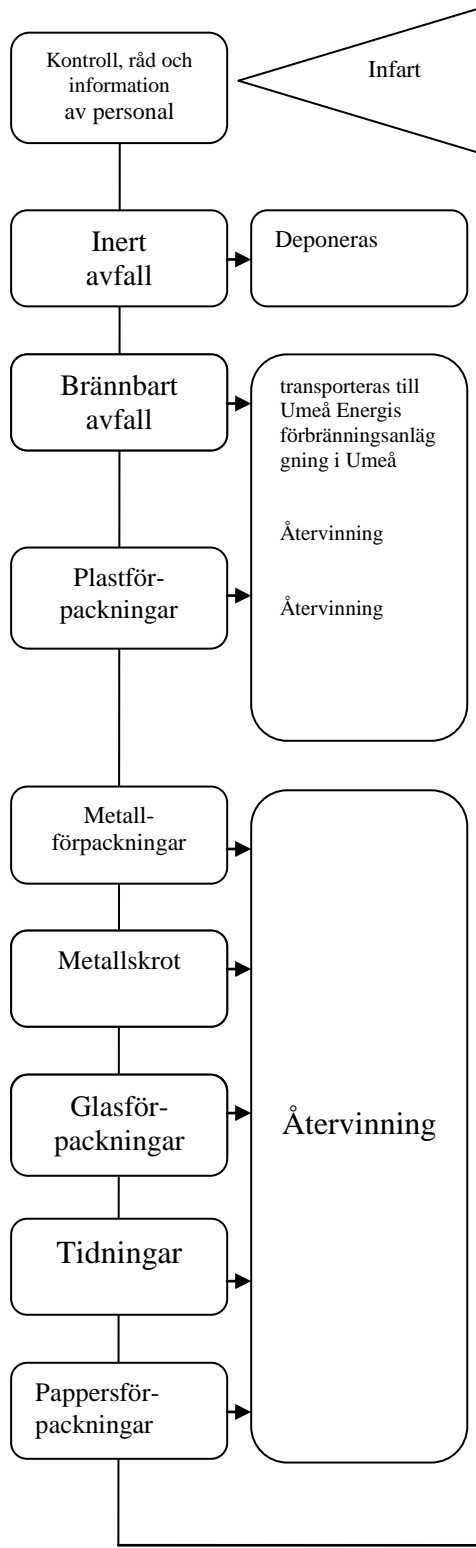 Kontroll, råd och
information
av personal
Infart
Inert
avfall
Deponeras
Brännbart
avfall
transporteras till
Umeå Energis
förbränningsanläg
gning i Umeå
Återvinning
Plastför-
packningar
Återvinning
Metall-
förpackningar
Metallskrot
Glasför-
packningar
Återvinning
Tidningar
Pappersför-
packningar